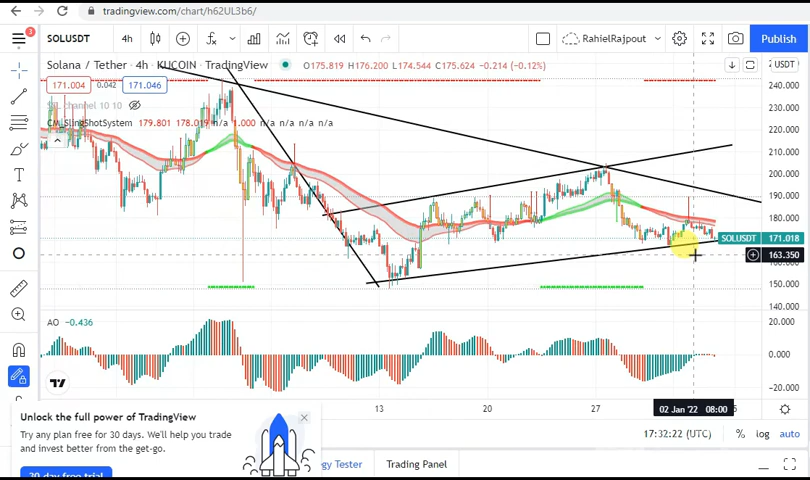 tradingview.com/chart/h62UL3b6/
3
SOLUSDT 4h RahielRajpout Publish
Solana / Tether · 4h · KUCOIN · TradingView O175.819 H176.200 L174.544 C175.624 −0.214 (−0.12%) USDT
171.004 0.042 171.046
channel 10 10
CM_SlingShotSystem 179.801 178.019 n/a 1.000 n/a n/a n/a n/a
240.000
230.000
220.000
210.000
200.000
190.000
180.000
SOLUSDT 171.018
163.350
150.000
140.000
AO −0.436
20.000
0.000
−20.000
13 20 27 02 Jan '22 08:00
17:32:22 (UTC) % log auto
Unlock the full power of TradingView
Try any plan free for 30 days. We'll help you trade
and invest better from the get-go.
30-day free trial
Tester Trading Panel